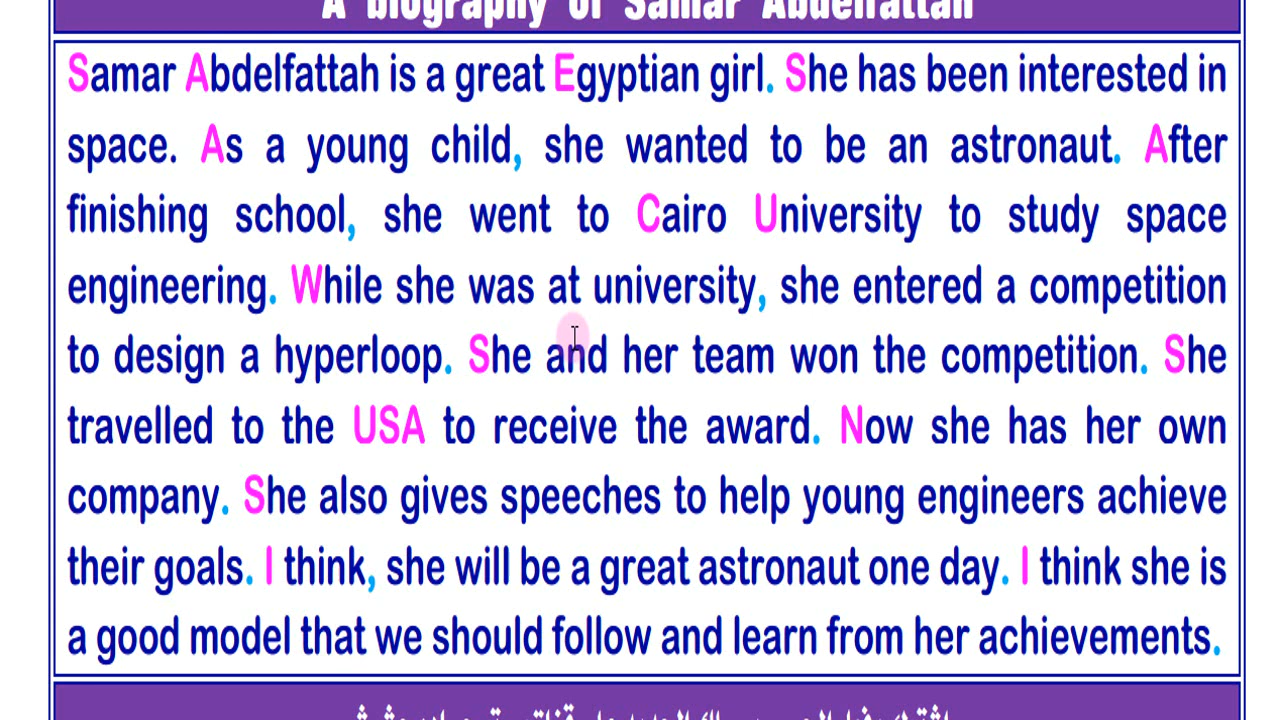 A biography of Samar Abdelfattah
Samar Abdelfattah is a great Egyptian girl. She has been interested in
space. As a young child, she wanted to be an astronaut. After
finishing school, she went to Cairo University to study space
engineering. While she was at university, she entered a competition
to design a hyperloop. She and her team won the competition. She
travelled to the USA to receive the award. Now she has her own
company. She also gives speeches to help young engineers achieve
their goals. I think, she will be a great astronaut one day. I think she is
a good model that we should follow and learn from her achievements.